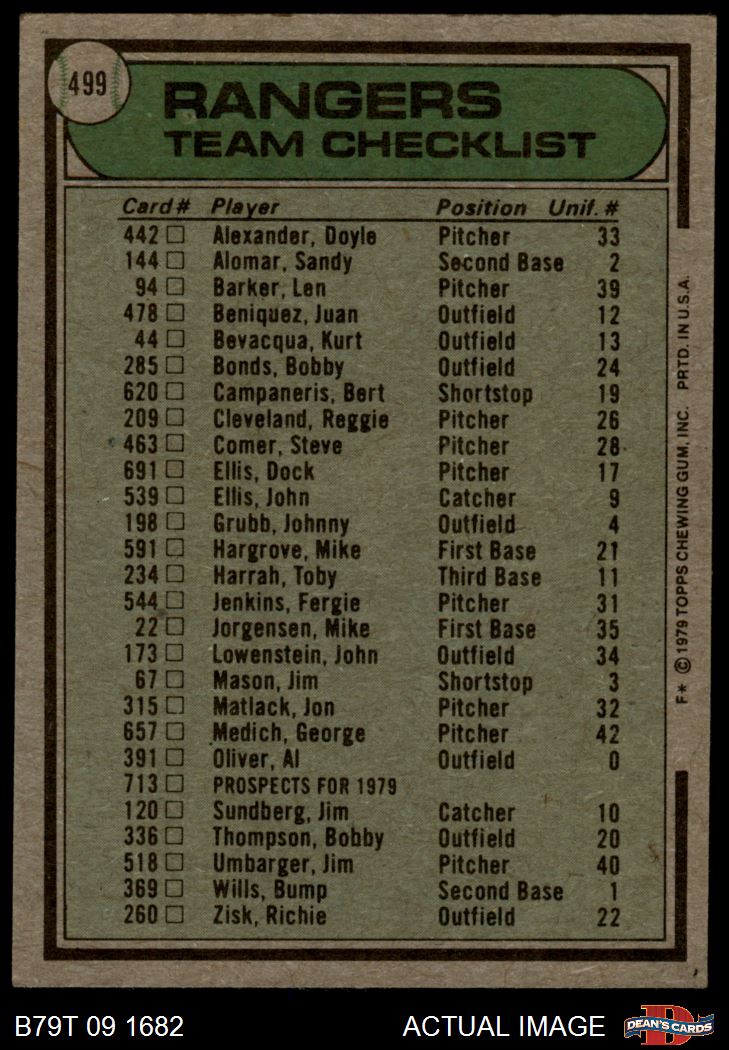 499
RANGERS
TEAM CHECKLIST
Card# Player Position Unif. #
442 Alexander, Doyle Pitcher 33
144 Alomar, Sandy Second Base 2
94 Barker, Len Pitcher 39
478 Beniquez, Juan Outfield 12
44 Bevacqua, Kurt Outfield 13
285 Bonds, Bobby Outfield 24
620 Campaneris, Bert Shortstop 19
209 Cleveland, Reggie Pitcher 26
463 Comer, Steve Pitcher 28
691 Ellis, Dock Pitcher 17
539 Ellis, John Catcher 9
198 Grubb, Johnny Outfield 4
591 Hargrove, Mike First Base 21
234 Harrah, Toby Third Base 11
544 Jenkins, Fergie Pitcher 31
22 Jorgensen, Mike First Base 35
173 Lowenstein, John Outfield 34
67 Mason, Jim Shortstop 3
315 Matlack, Jon Pitcher 32
657 Medich, George Pitcher 42
391 Oliver, Al Outfield 0
713 PROSPECTS FOR 1979
120 Sundberg, Jim Catcher 10
336 Thompson, Bobby Outfield 20
518 Umbarger, Jim Pitcher 40
369 Wills, Bump Second Base 1
260 Zisk, Richie Outfield 22
F* © 1979 TOPPS CHEWING GUM, INC. PRTD. IN U.S.A.
B79T 09 1682 ACTUAL IMAGE DEAN'S CARDS